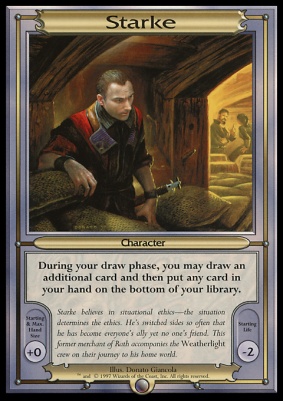 Starke
Character
During your draw phase, you may draw an
additional card and then put any card in
your hand on the bottom of your library.
Starting
& Max.
Hand
Size
+0
Starke believes in situational ethics—the situation
determines the ethics. He's switched sides so often that
he has become everyone's ally yet no one's friend. This
former merchant of Rath accompanies the Weatherlight
crew on their journey to his home world.
Starting
Life
-2
Illus. Donato Giancola
™ and © 1997 Wizards of the Coast, Inc. All rights reserved.